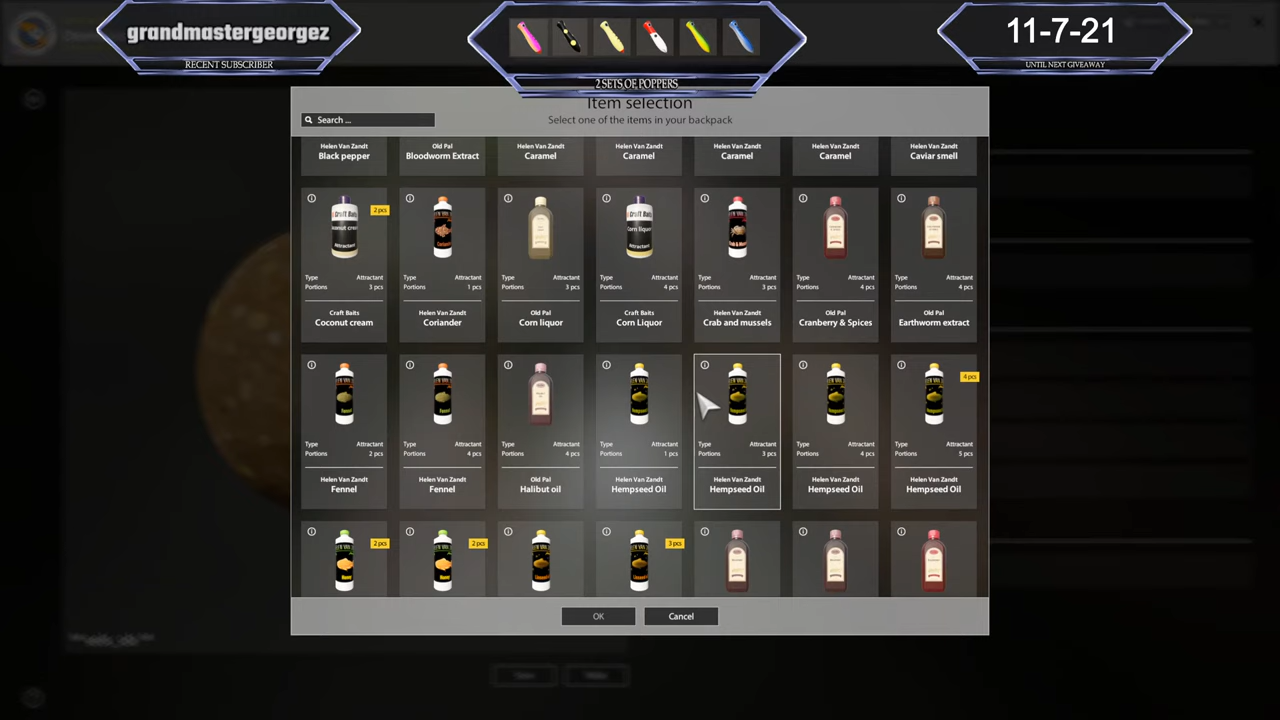 grandmastergeorgez
RECENT SUBSCRIBER
2 SETS OF POPPERS
11-7-21
UNTIL NEXT GIVEAWAY
Item selection
Search ...
Select one of the items in your backpack
Helen Van Zandt Old Pal Helen Van Zandt Helen Van Zandt Helen Van Zandt Helen Van Zandt Helen Van Zandt
Black pepper Bloodworm Extract Caramel Caramel Caramel Caramel Caviar smell
2 pcs
Type Attractant Type Attractant Type Attractant Type Attractant Type Attractant Type Attractant Type Attractant
Portions 3 pcs Portions 1 pcs Portions 3 pcs Portions 4 pcs Portions 3 pcs Portions 4 pcs Portions 4 pcs
Craft Baits Helen Van Zandt Old Pal Craft Baits Helen Van Zandt Old Pal Old Pal
Coconut cream Coriander Corn liquor Corn Liquor Crab and mussels Cranberry & Spices Earthworm extract
4 pcs
Type Attractant Type Attractant Type Attractant Type Attractant Type Attractant Type Attractant Type Attractant
Portions 2 pcs Portions 4 pcs Portions 4 pcs Portions 1 pcs Portions 3 pcs Portions 4 pcs Portions 5 pcs
Helen Van Zandt Helen Van Zandt Old Pal Helen Van Zandt Helen Van Zandt Helen Van Zandt Helen Van Zandt
Fennel Fennel Halibut oil Hempseed Oil Hempseed Oil Hempseed Oil Hempseed Oil
2 pcs 2 pcs 3 pcs
OK Cancel